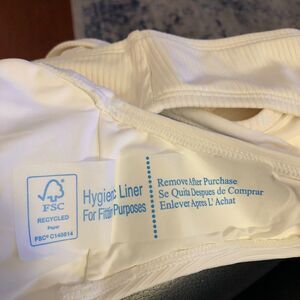 FSC
RECYCLED
Paper
FSC® C140814
Hygienic Liner
For Fitting Purposes
Remove After Purchase
Se Quita Despues de Comprar
Enlever Apres L' Achat